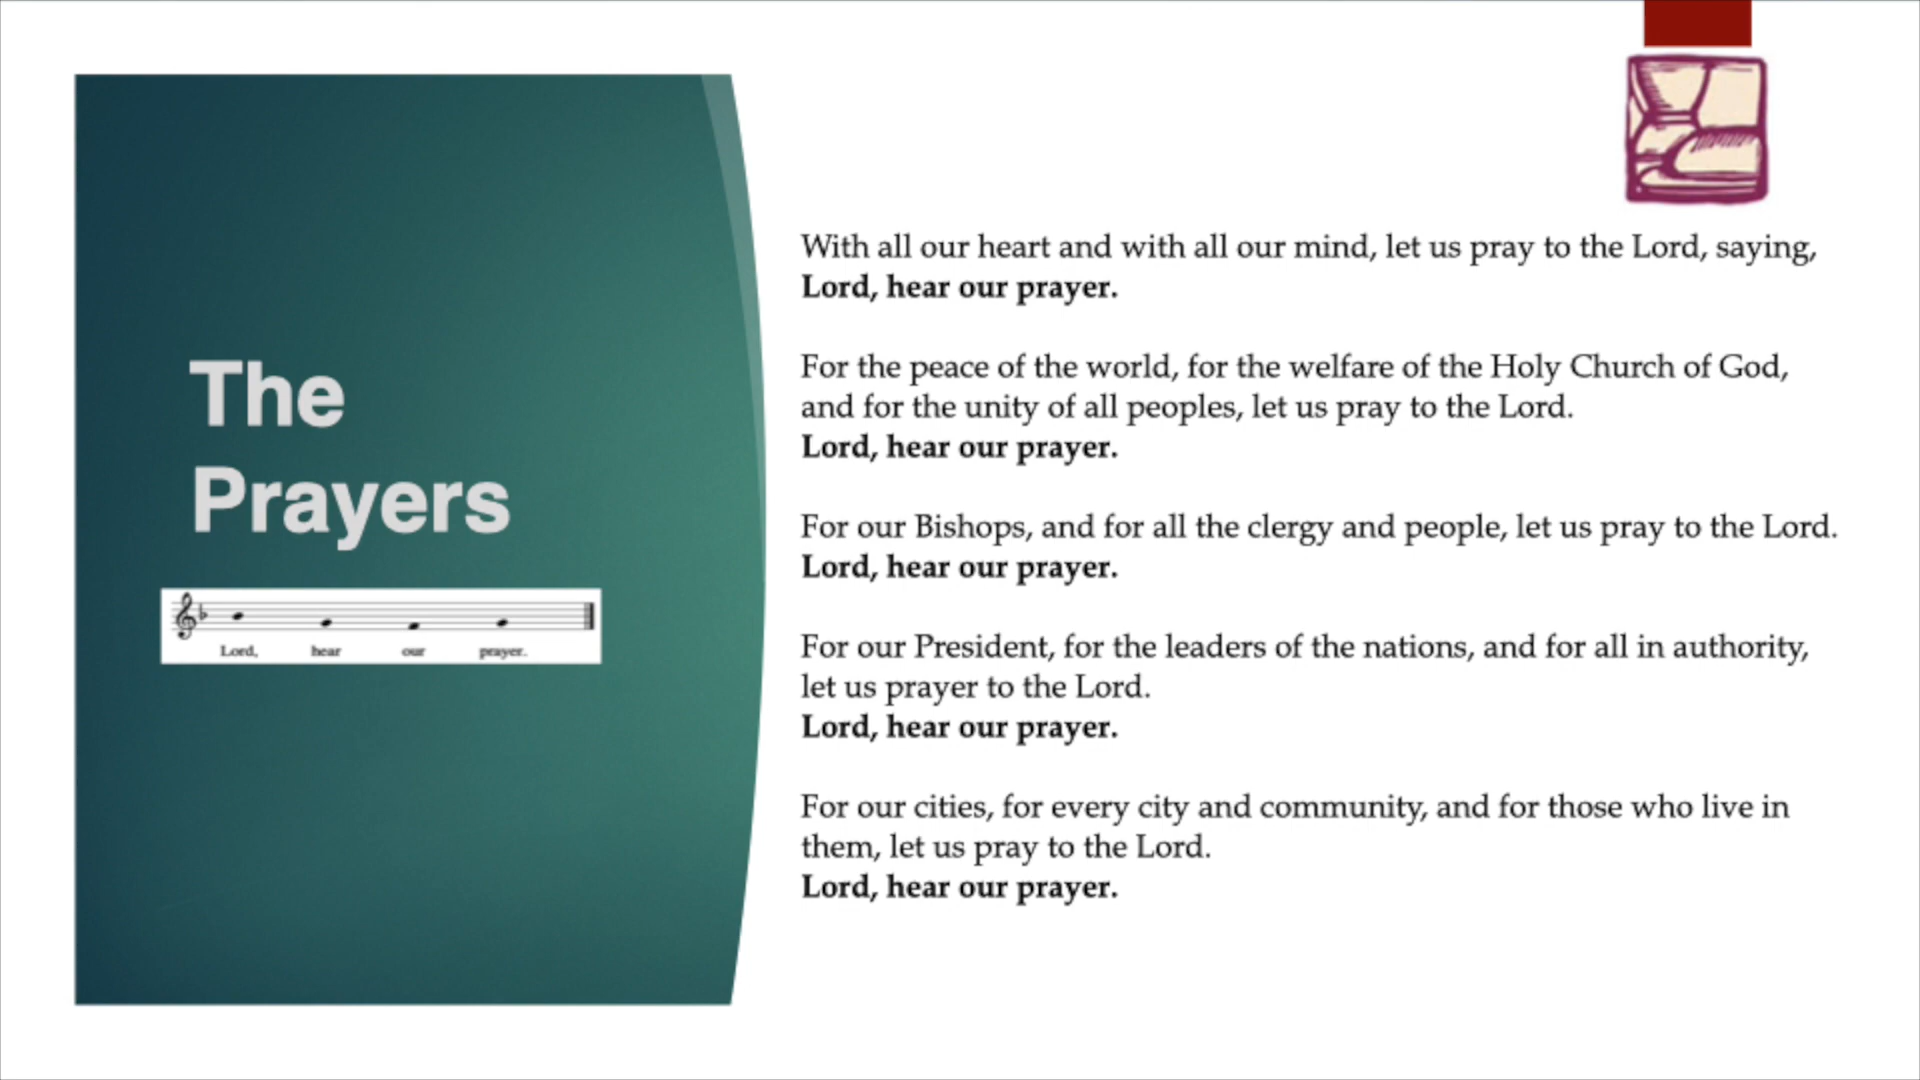 The
Prayers
Lord, hear our prayer.
With all our heart and with all our mind, let us pray to the Lord, saying,
Lord, hear our prayer.
For the peace of the world, for the welfare of the Holy Church of God,
and for the unity of all peoples, let us pray to the Lord.
Lord, hear our prayer.
For our Bishops, and for all the clergy and people, let us pray to the Lord.
Lord, hear our prayer.
For our President, for the leaders of the nations, and for all in authority,
let us prayer to the Lord.
Lord, hear our prayer.
For our cities, for every city and community, and for those who live in
them, let us pray to the Lord.
Lord, hear our prayer.